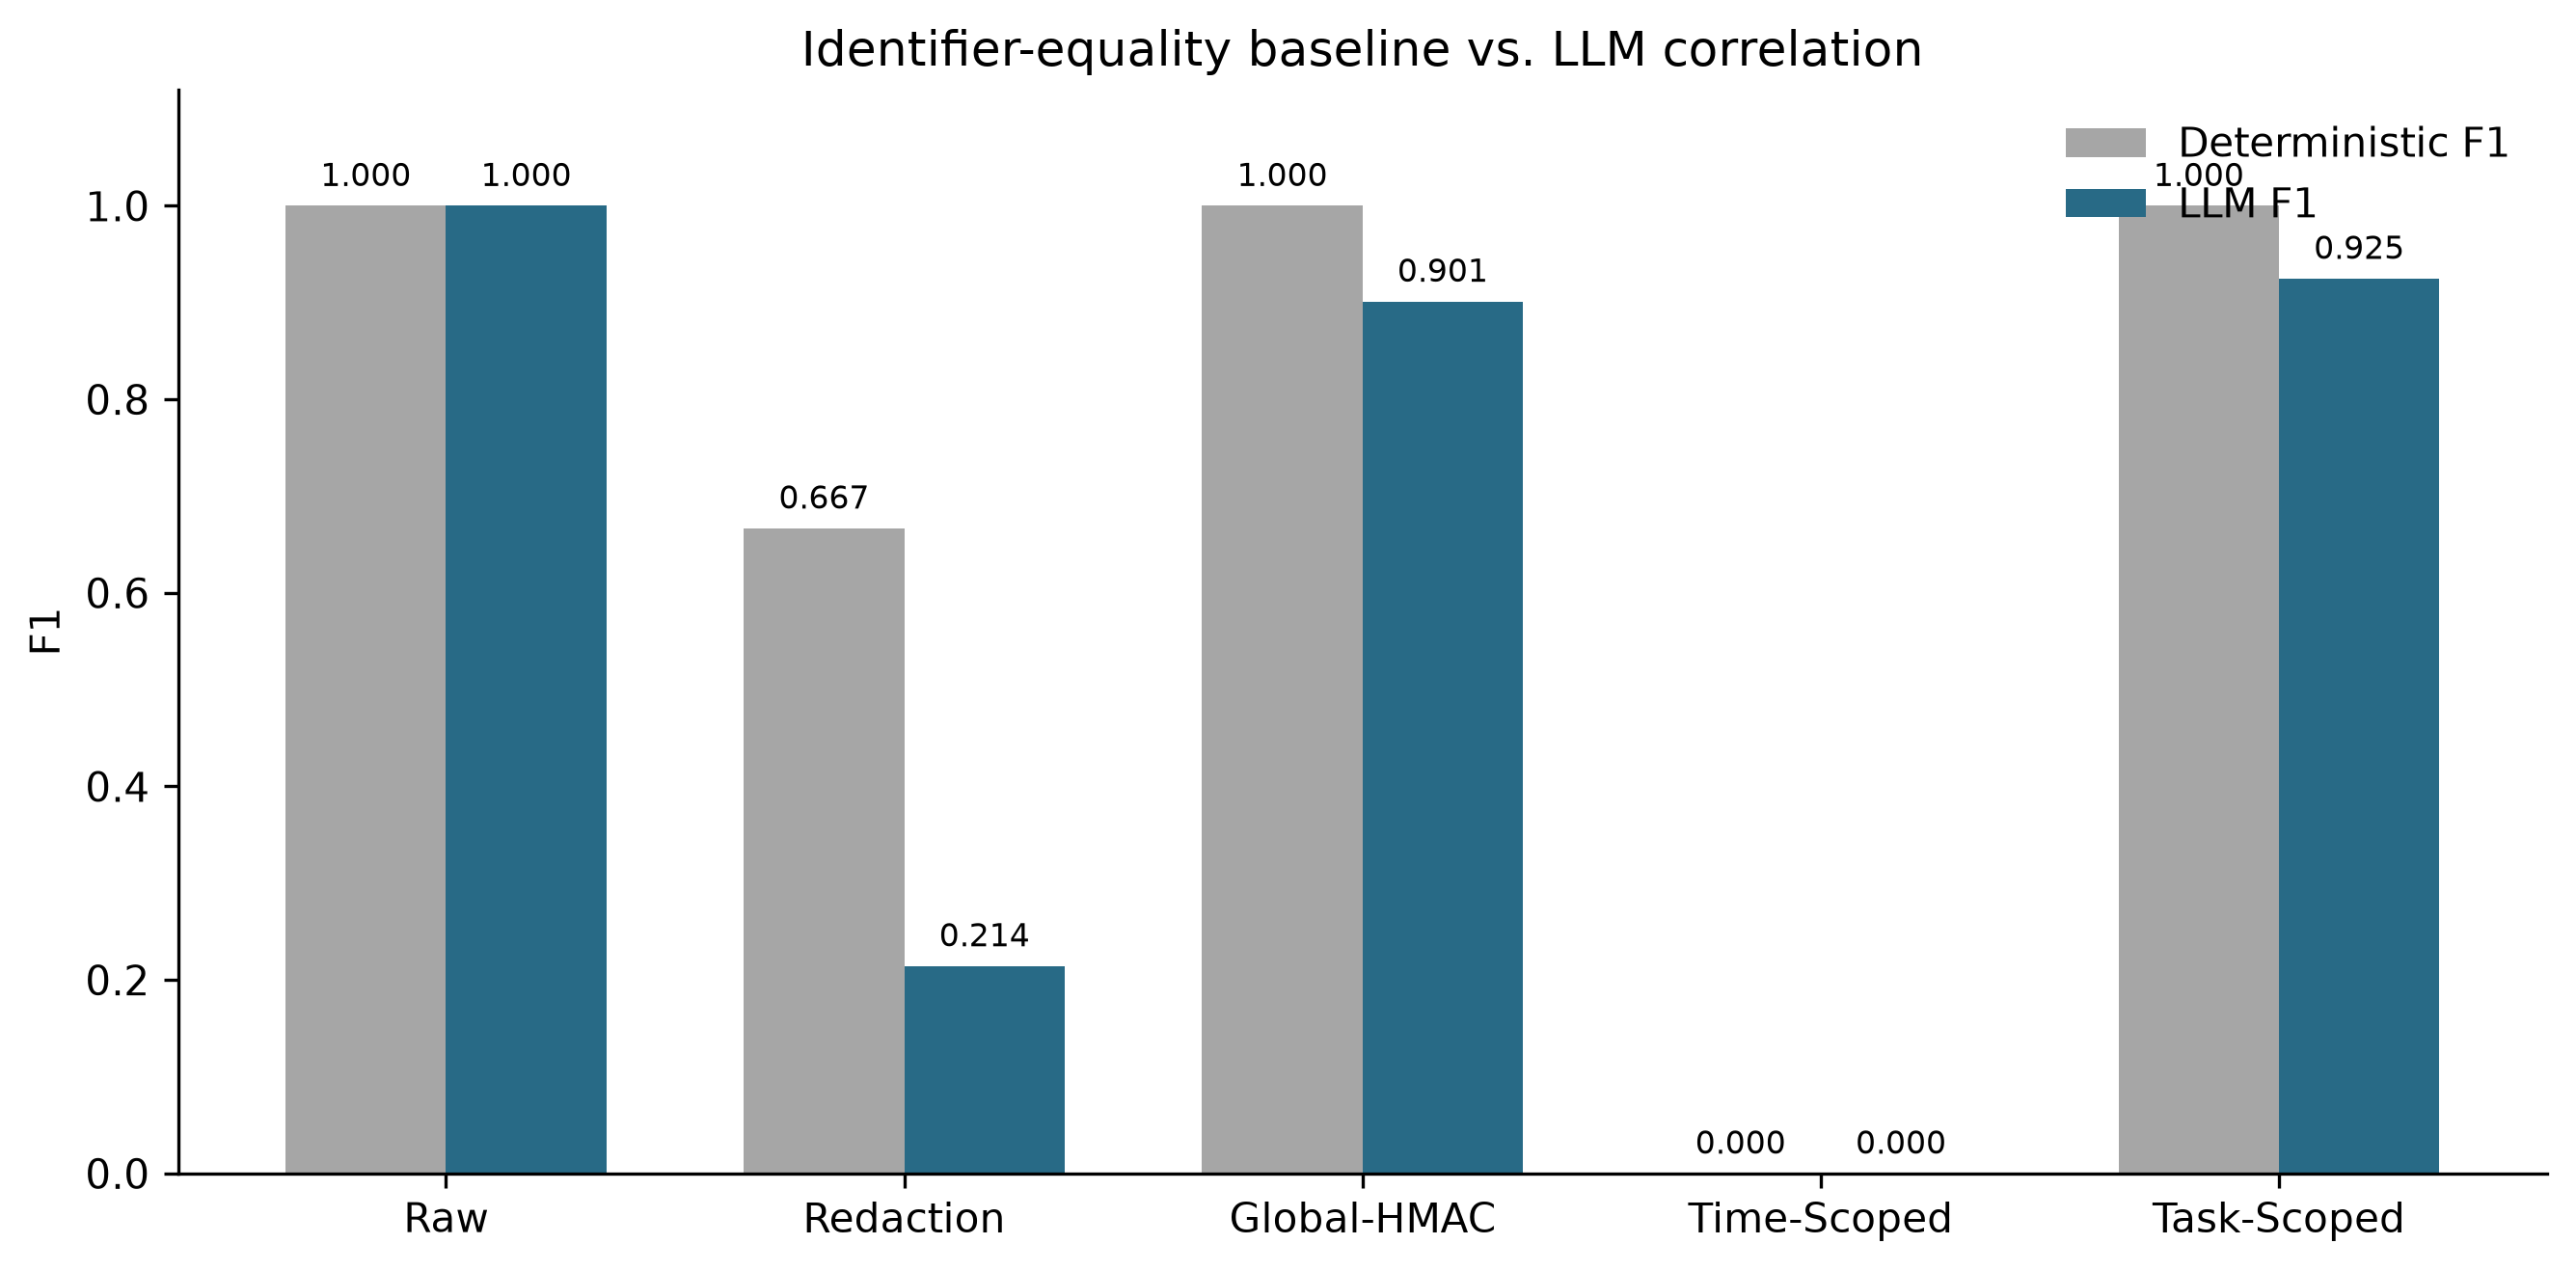 Identifier-equality baseline vs. LLM correlation
Deterministic F1
LLM F1
1.000 1.000 1.000 1.000
0.925
0.901
0.667
0.214
0.000 0.000
1.0
0.8
0.6
0.4
0.2
0.0
F1
Raw Redaction Global-HMAC Time-Scoped Task-Scoped